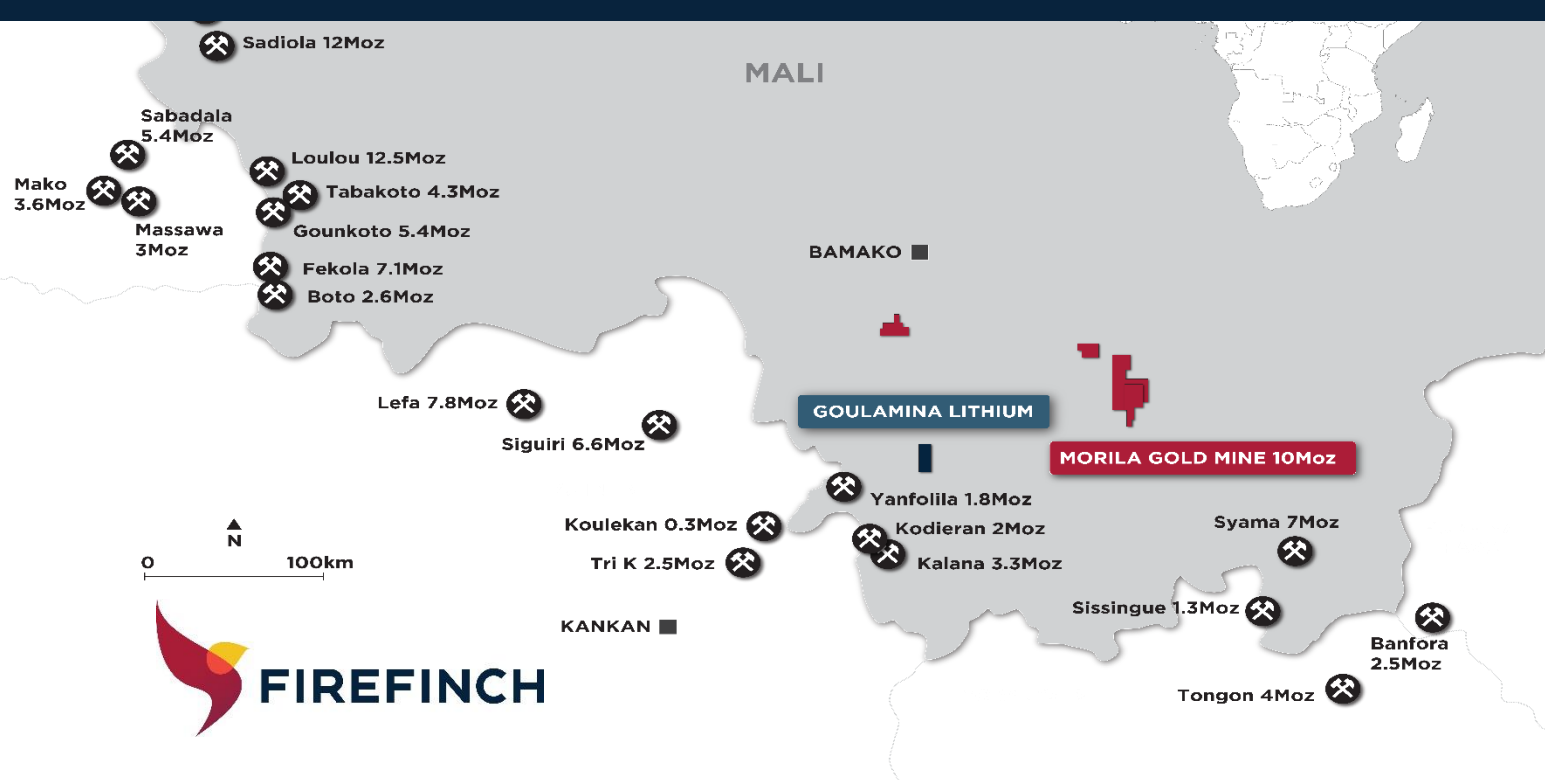 Sadiola 12Moz
MALI
Sabadala
5.4Moz
Loulou 12.5Moz
Mako
3.6Moz
Tabakoto 4.3Moz
Massawa
3Moz
Gounkoto 5.4Moz
BAMAKO
Fekola 7.1Moz
Boto 2.6Moz
Lefa 7.8Moz
GOULAMINA LITHIUM
Siguiri 6.6Moz
MORILA GOLD MINE 10Moz
Yanfolila 1.8Moz
Koulekan 0.3Moz
Kodieran 2Moz
Syama 7Moz
N
0 100km
Tri K 2.5Moz
Kalana 3.3Moz
Sissingue 1.3Moz
KANKAN
Banfora
2.5Moz
FIREFINCH
Tongon 4Moz